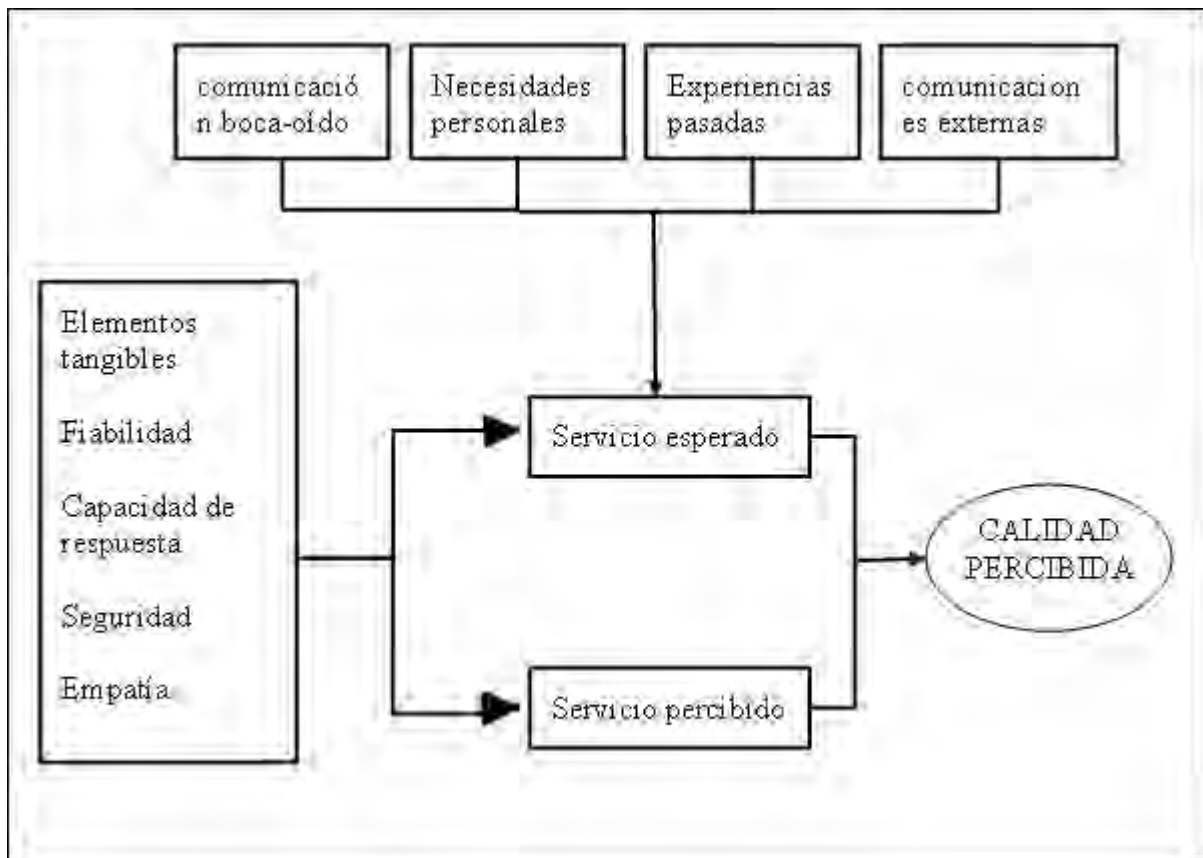 comunicació
n boca-oído
Necesidades
personales
Experiencias
pasadas
comunicacion
es externas
Elementos
tangibles
Fiabilidad
Capacidad de
respuesta
Seguridad
Empatía
Servicio esperado
Servicio percibido
CALIDAD
PERCIBIDA